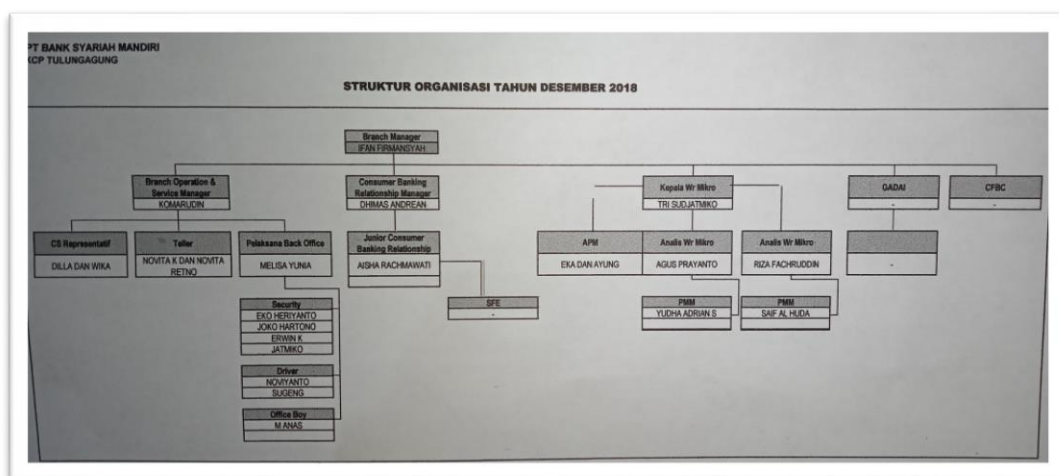 PT BANK SYARIAH MANDIRI
KCP TULUNGAGUNG
STRUKTUR ORGANISASI TAHUN DESEMBER 2018
Branch Manager
IFAN FIRMANSYAH
Branch Operation &
Service Manager
KOMARUDIN
Consumer Banking
Relationship Manager
DHIMAS ANDREAN
Kepala Wr Mikro
TRI SUDJATMIKO
GADAI
-
CFBC
-
CS Representatif
DILLA DAN WIKA
Teller
NOVITA K DAN NOVITA
RETNO
Pelaksana Back Office
MELISA YUNIA
Junior Consumer
Banking Relationship
AISHA RACHMAWATI
APM
EKA DAN AYUNG
Analis Wr Mikro
AGUS PRAYANTO
Analis Wr Mikro
RIZA FACHRUDDIN
-
Security
EKO HERIYANTO
JOKO HARTONO
ERWIN K
JATMIKO
SFE
-
PMM
YUDHA ADRIAN S
PMM
SAIF AL HUDA
Driver
NOVIYANTO
SUGENG
Office Boy
M ANAS